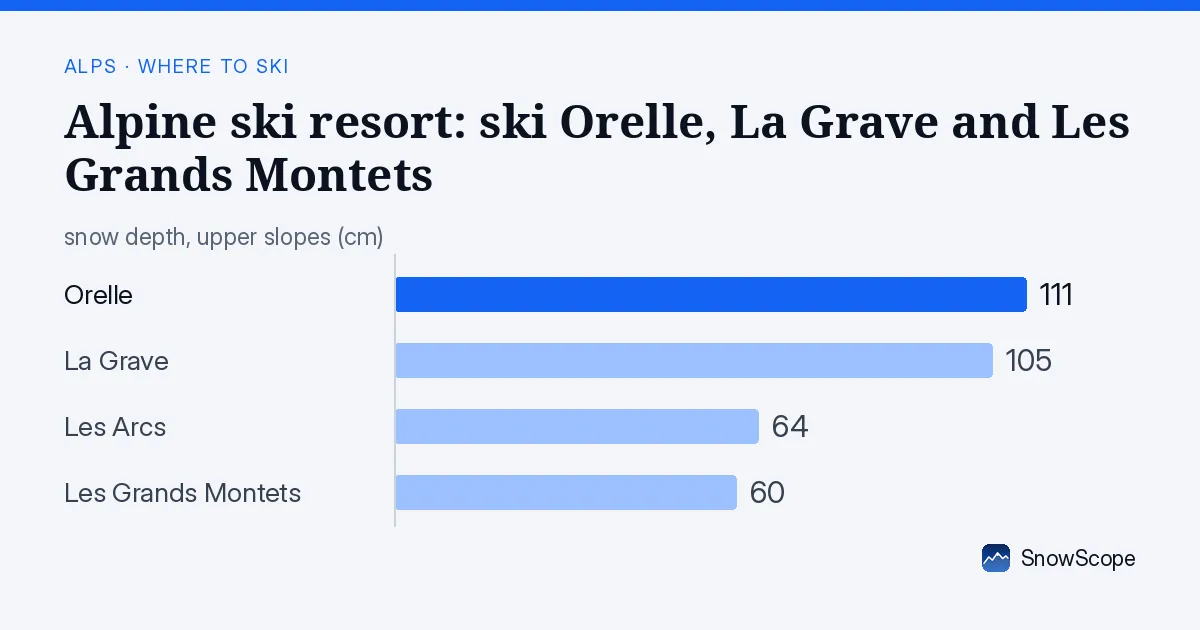 ALPS · WHERE TO SKI
Alpine ski resort: ski Orelle, La Grave and Les
Grands Montets
snow depth, upper slopes (cm)
Orelle 111
La Grave 105
Les Arcs 64
Les Grands Montets 60
SnowScope